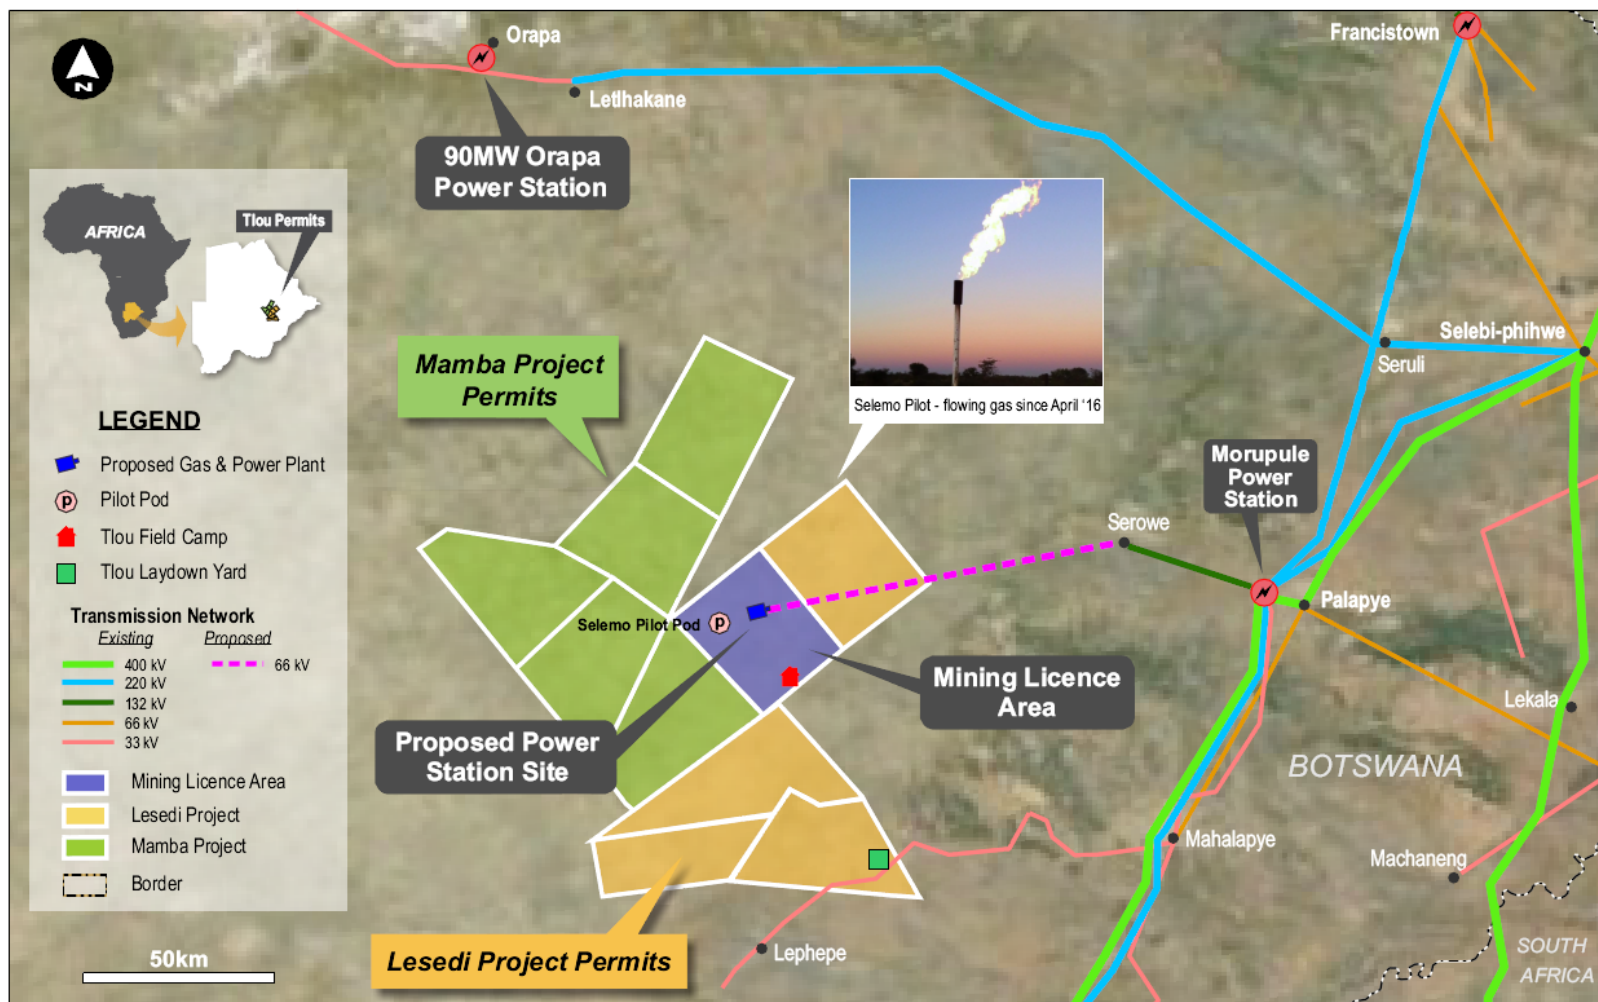 N
Orapa
Letlhakane
90MW Orapa
Power Station
Francistown
AFRICA
Tlou Permits
Selemo Pilot - flowing gas since April '16
Mamba Project
Permits
Selebi-phihwe
Seruli
LEGEND
Proposed Gas & Power Plant
Pilot Pod
P
Tlou Field Camp
Tlou Laydown Yard
Transmission Network
Existing
Proposed
400 kV
66 kV
220 kV
132 kV
66 kV
33 kV
Mining Licence Area
Lesedi Project
Mamba Project
Border
50km
Morupule
Power
Station
Serowe
Palapye
Selemo Pilot Pod
P
Mining Licence
Area
Proposed Power
Station Site
Lekala
BOTSWANA
Mahalapye
Machaneng
Lephepe
Lesedi Project Permits
SOUTH
AFRICA